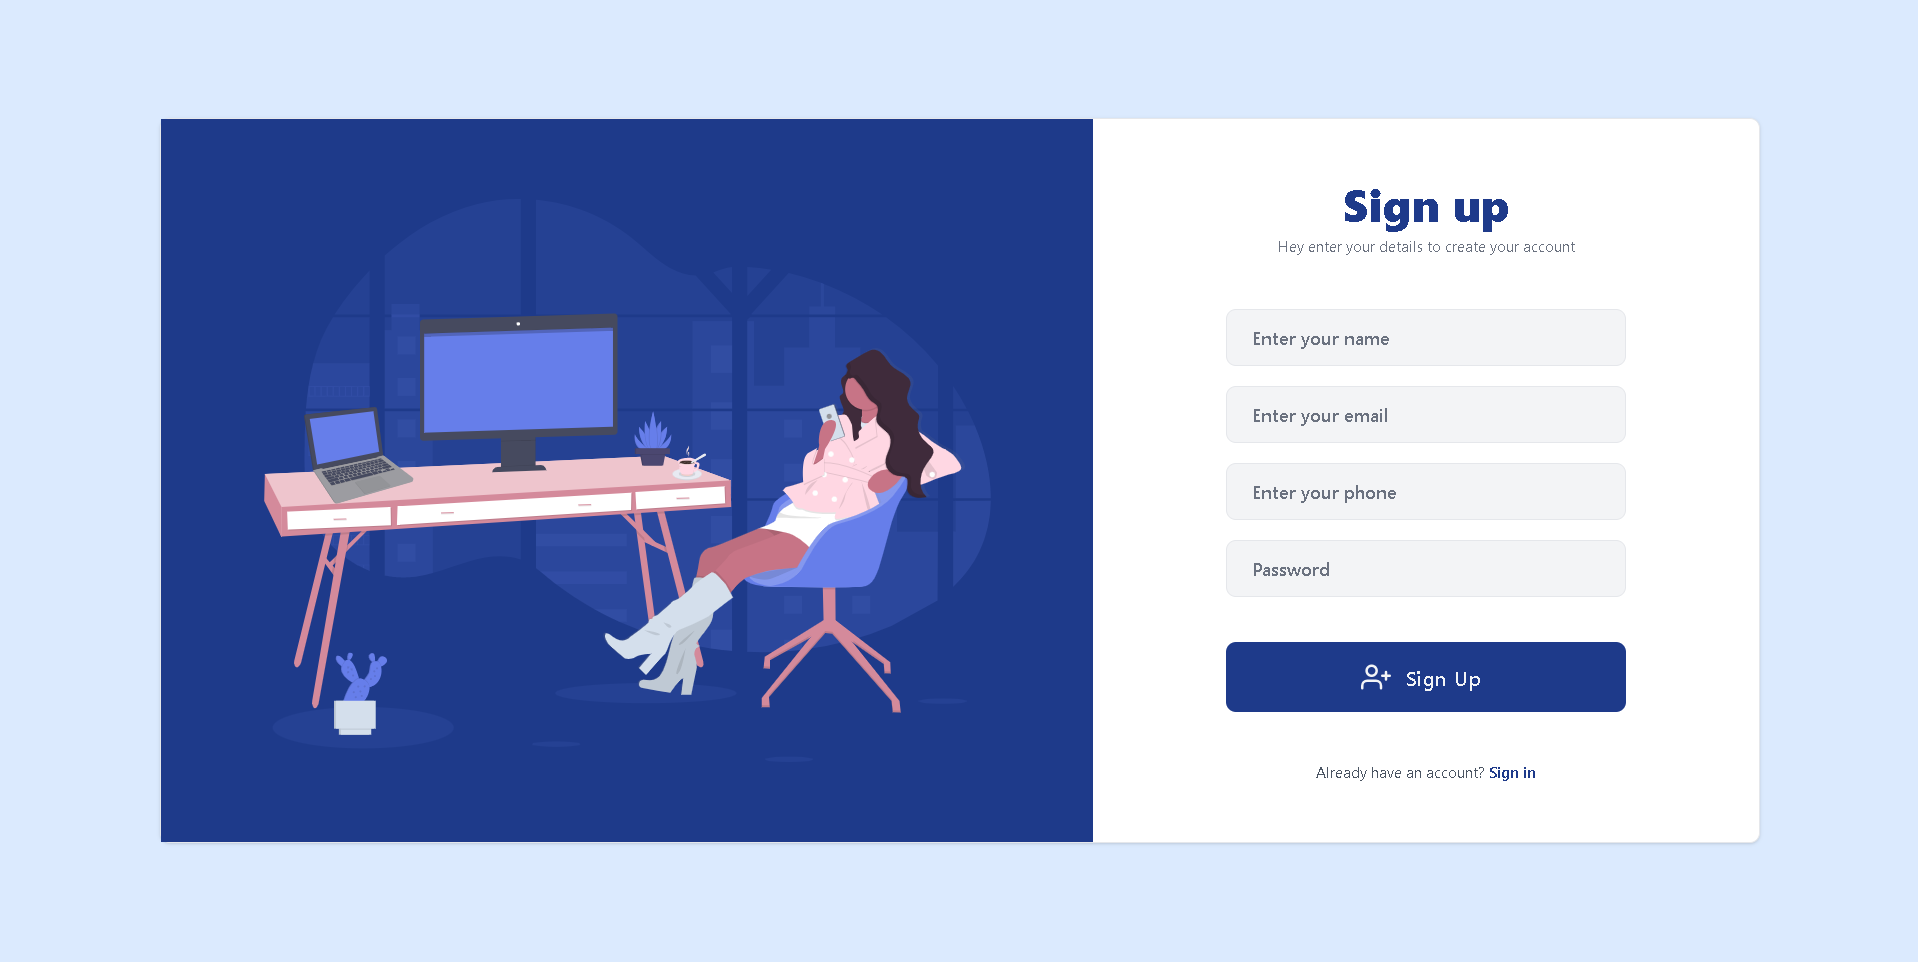 Sign up
Hey enter your details to create your account
Enter your name
Enter your email
Enter your phone
Password
Sign Up
Already have an account? Sign in